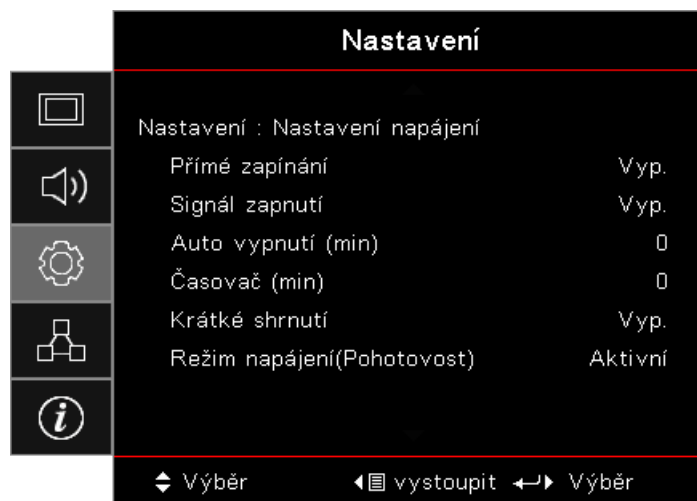 Nastavení
Nastavení : Nastavení napájení
Přímé zapínání Vyp.
Signál zapnutí Vyp.
Auto vypnutí (min) 0
Časovač (min) 0
Krátké shrnutí Vyp.
Režim napájení(Pohotovost) Aktivní
Výběr vystoupit Výběr